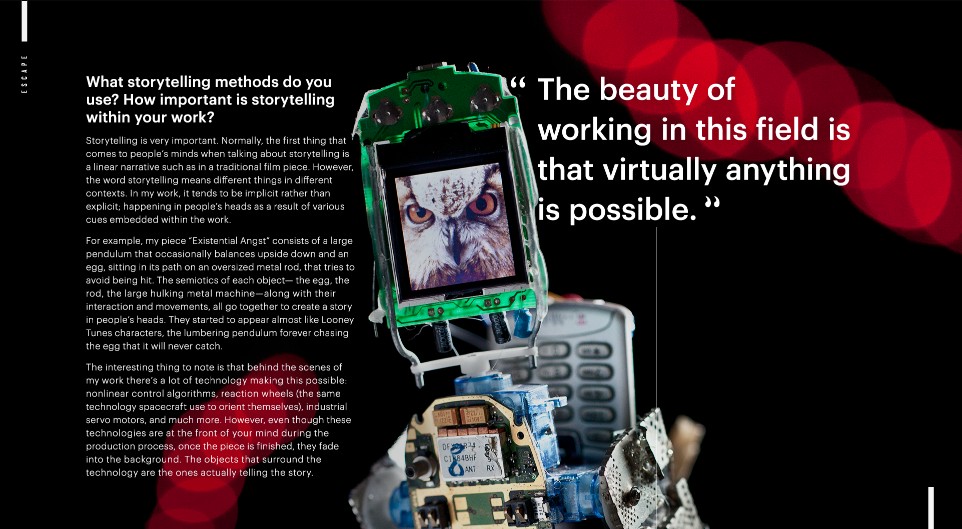 ESCAPE
What storytelling methods do you
use? How important is storytelling
within your work?
Storytelling is very important. Normally, the first thing that
comes to people's minds when talking about storytelling is
a linear narrative such as in a traditional film piece. However,
the word storytelling means different things in different
contexts. In my work, it tends to be implicit rather than
explicit; happening in people's heads as a result of various
cues embedded within the work.
For example, my piece “Existential Angst” consists of a large
pendulum that occasionally balances upside down and an
egg, sitting in its path on an oversized metal rod, that tries to
avoid being hit. The semiotics of each object— the egg, the
rod, the large hulking metal machine—along with their
interaction and movements, all go together to create a story
in people's heads. They started to appear almost like Looney
Tunes characters, the lumbering pendulum forever chasing
the egg that it will never catch.
The interesting thing to note is that behind the scenes of
my work there's a lot of technology making this possible:
nonlinear control algorithms, reaction wheels (the same
technology spacecraft use to orient themselves), industrial
servo motors, and much more. However, even though these
technologies are at the front of your mind during the
production process, once the piece is finished, they fade
into the background. The objects that surround the
technology are the ones actually telling the story.
“ The beauty of
working in this field is
that virtually anything
is possible. ”
ANT RX